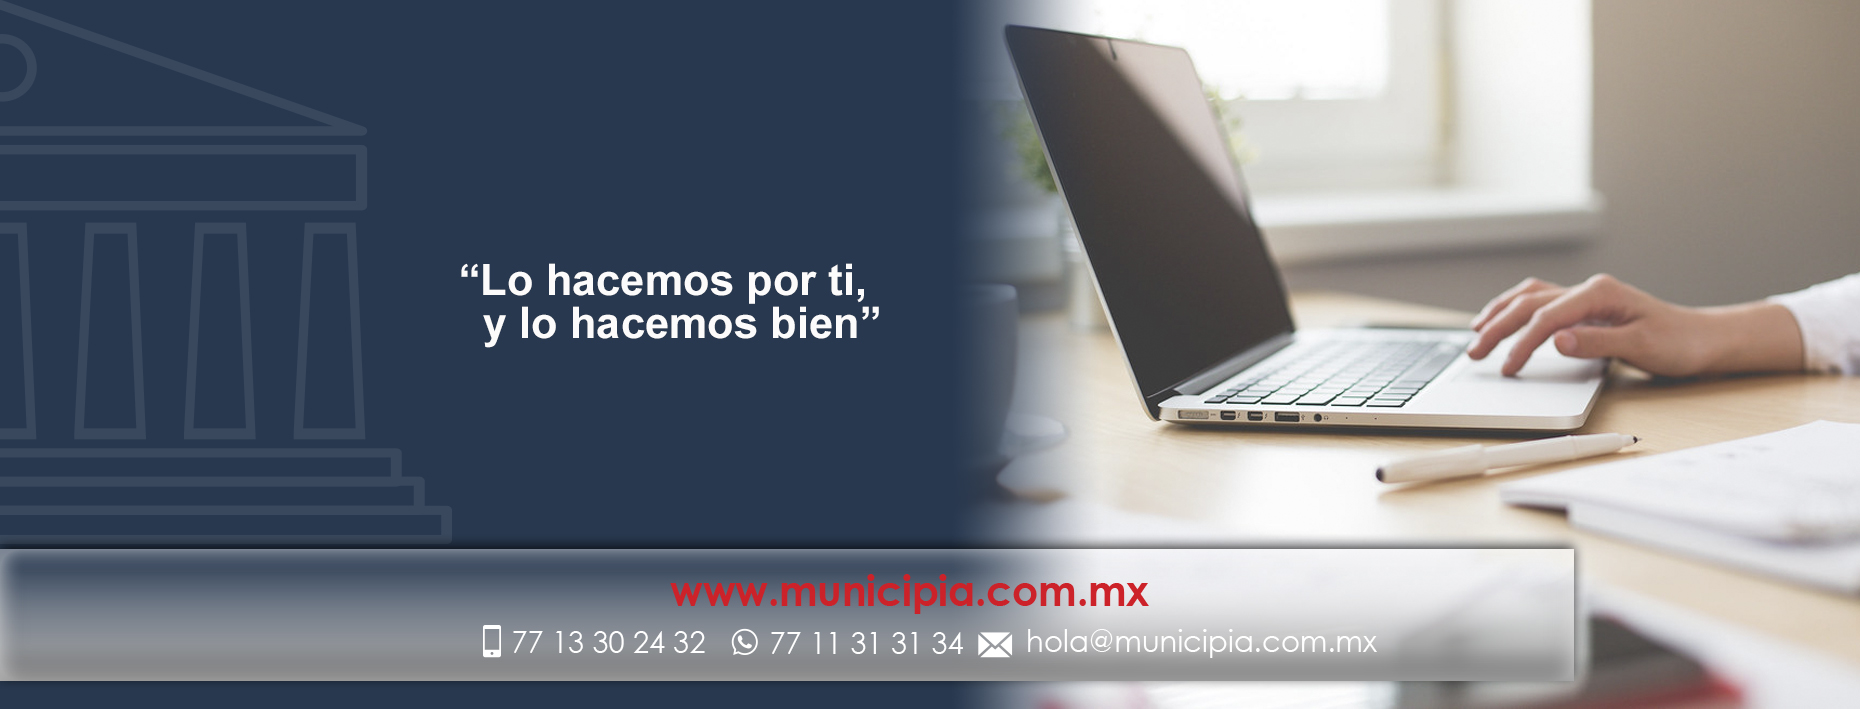 “Lo hacemos por ti,
y lo hacemos bien”
www.municipia.com.mx
77 13 30 24 32 77 11 31 31 34 hola@municipia.com.mx